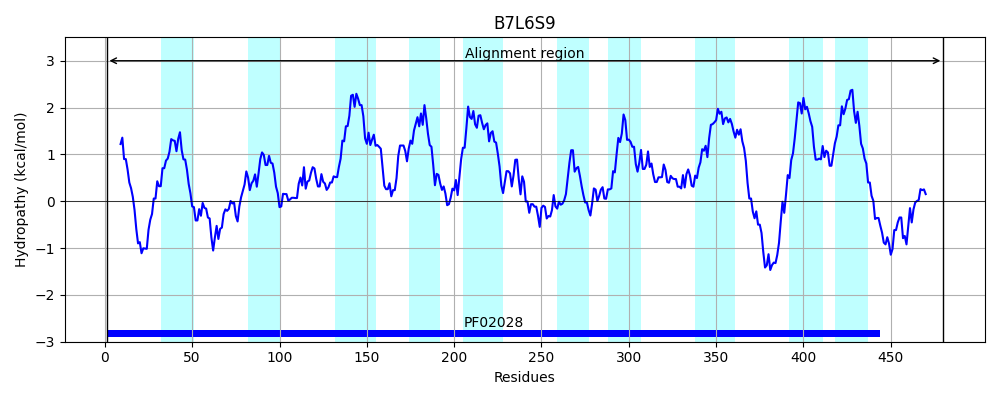 B7L6S9
Alignment region
3
2
1
0
−1
−2
−3
Hydropathy (kcal/mol)
PF02028
0 50 100 150 200 250 300 350 400 450
Residues